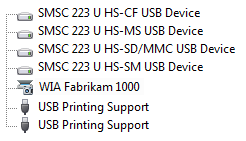 SMSC 223 U HS-CF USB Device
SMSC 223 U HS-MS USB Device
SMSC 223 U HS-SD/MMC USB Device
SMSC 223 U HS-SM USB Device
WIA Fabrikam 1000
USB Printing Support
USB Printing Support